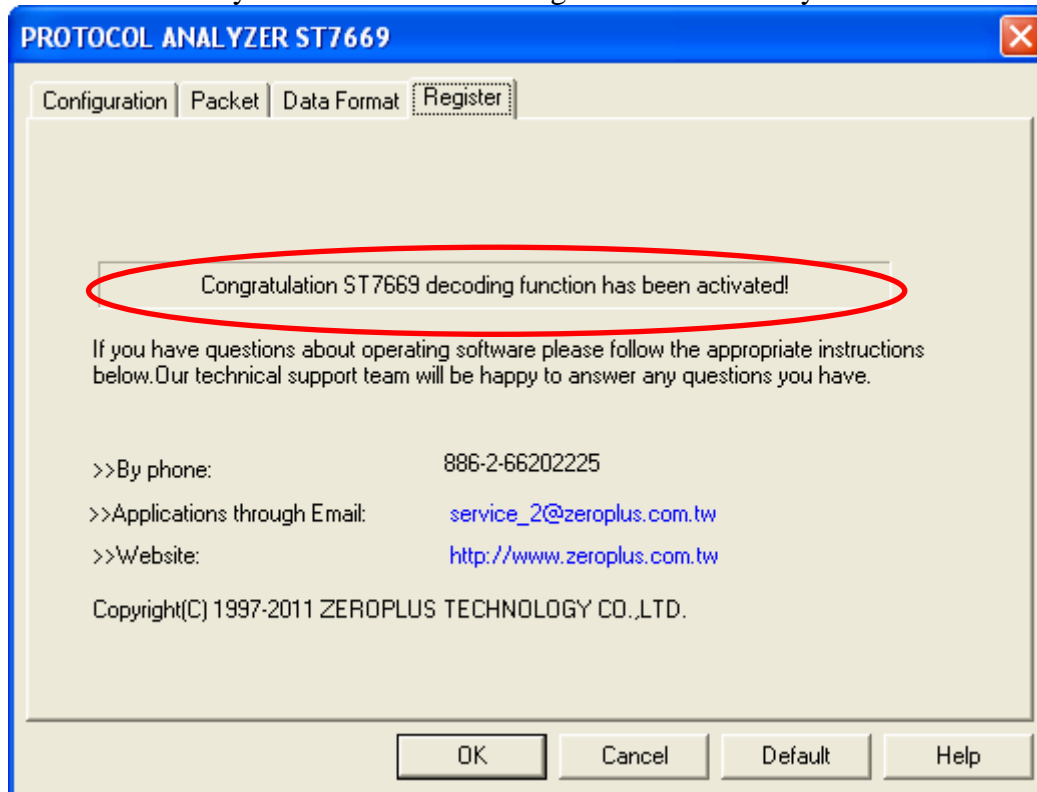 PROTOCOL ANALYZER ST7669
Configuration Packet Data Format Register
Congratulation ST7669 decoding function has been activated!
If you have questions about operating software please follow the appropriate instructions
below.Our technical support team will be happy to answer any questions you have.
>>By phone: 886-2-66202225
>>Applications through Email: service_2@zeroplus.com.tw
>>Website: http://www.zeroplus.com.tw
Copyright(C) 1997-2011 ZEROPLUS TECHNOLOGY CO.,LTD.
OK Cancel Default Help